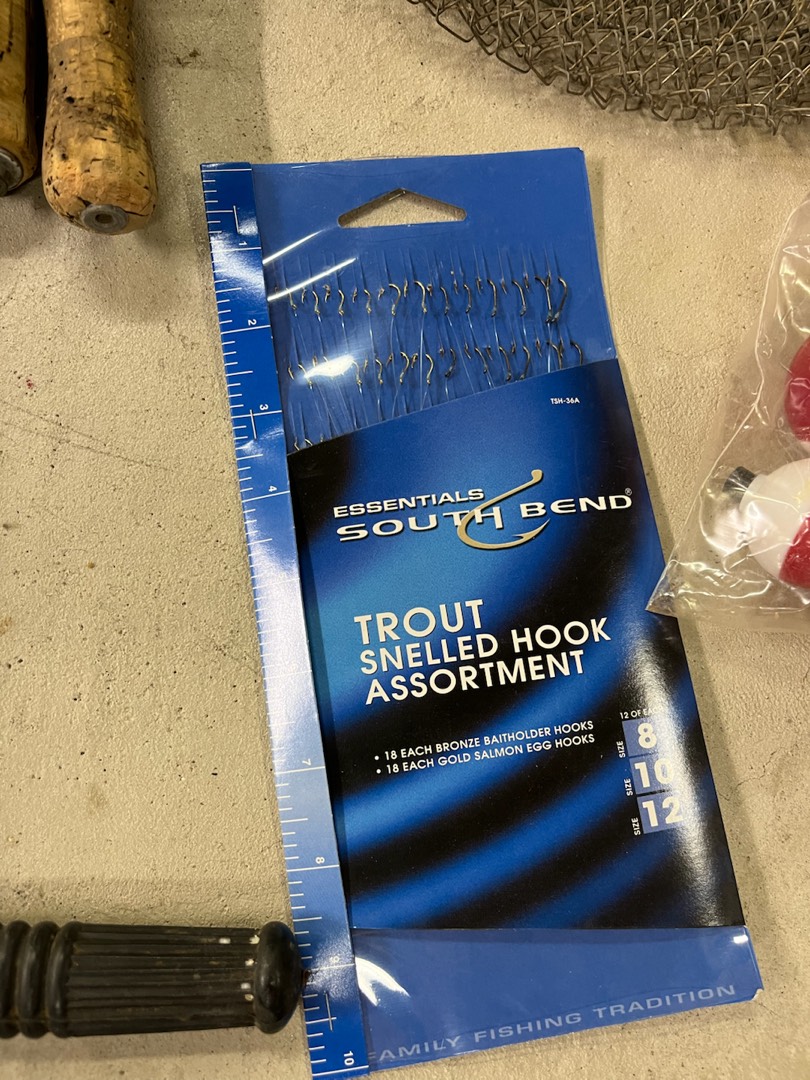 1
2
3
TSH-36A
4
ESSENTIALS
SOUTH BEND®
TROUT
SNELLED HOOK
ASSORTMENT
• 18 EACH BRONZE BAITHOLDER HOOKS
• 18 EACH GOLD SALMON EGG HOOKS
12 OF
SIZE 8
SIZE 10
SIZE 12
7
8
10
FAMILY FISHING TRADITION